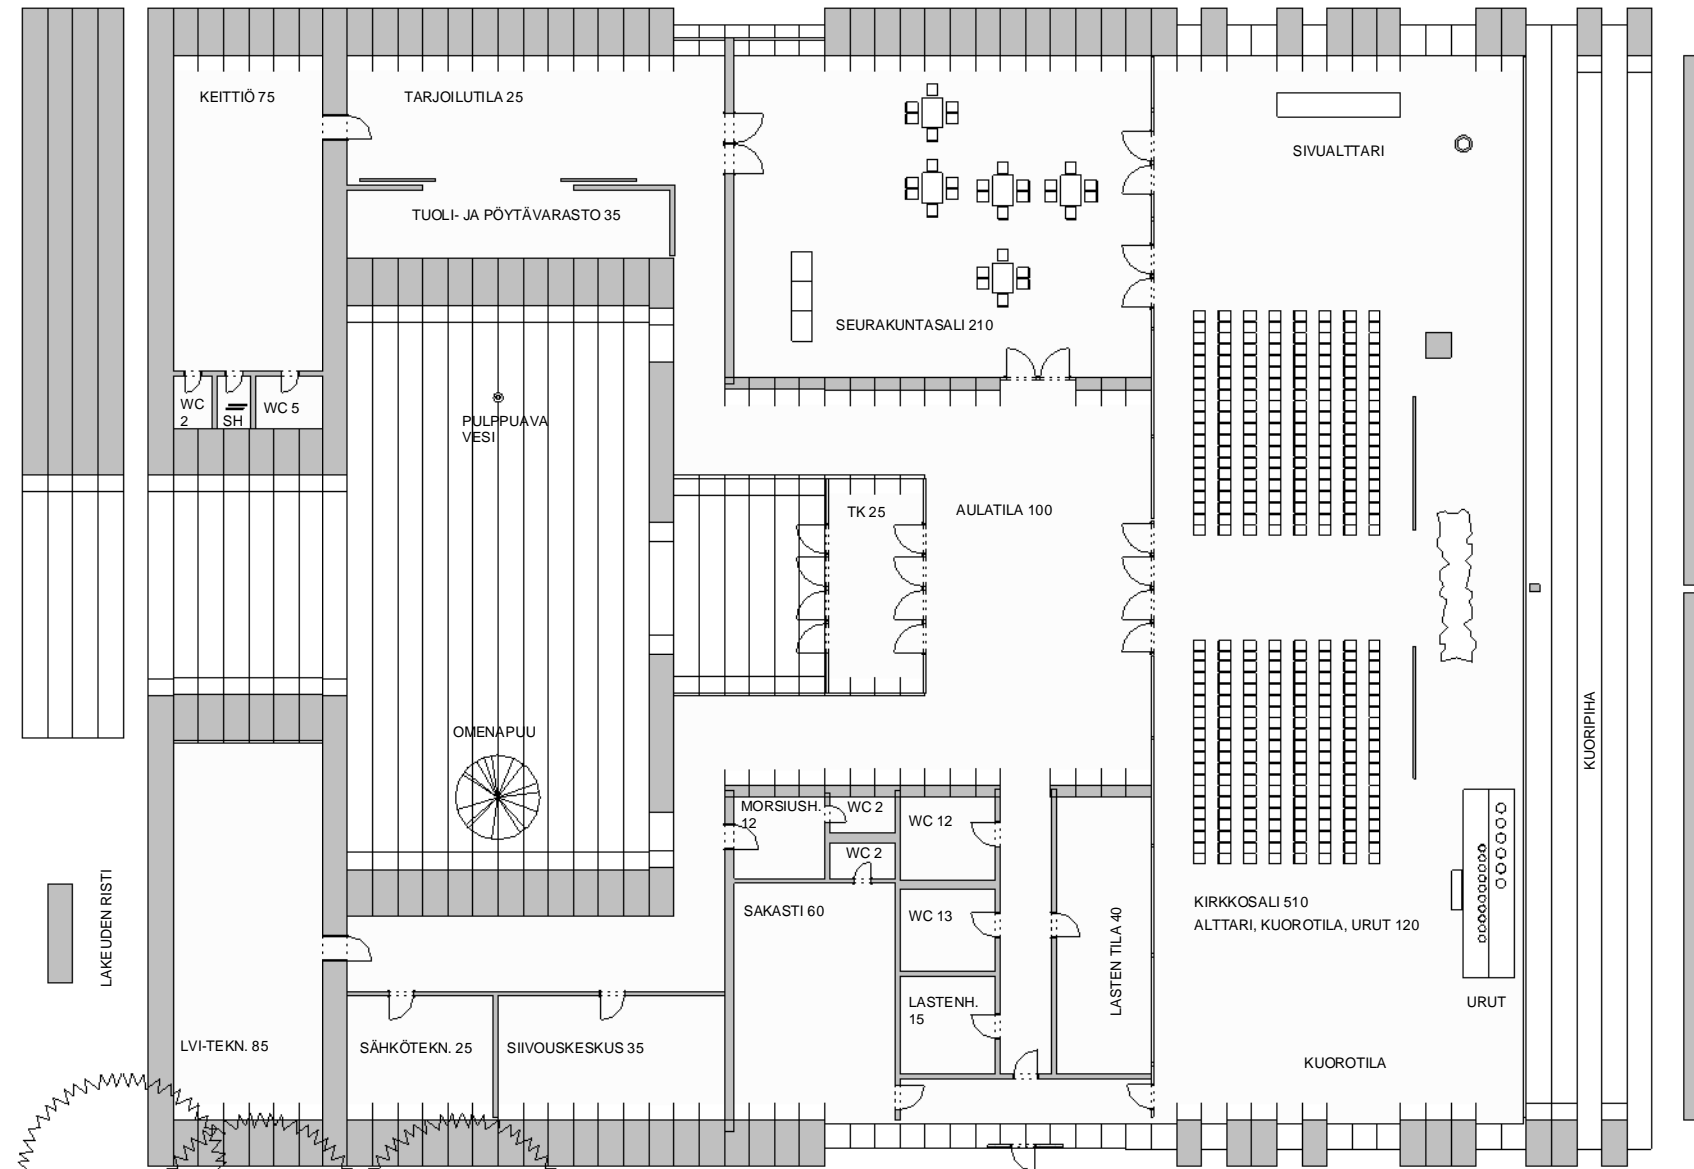 KEITTIÖ 75
TARJOILUTILA 25
SIVUALTTARI
TUOLI- JA PÖYTÄVARASTO 35
SEURAKUNTASALI 210
WC
2
SH
WC 5
PULPPUAVA
VESI
TK 25
AULATILA 100
KUORIPIHA
OMENAPUU
MORSIUSH.
12
WC 2
WC 12
WC 2
LAKEUDEN RISTI
SAKASTI 60
WC 13
LASTEN TILA 40
KIRKKOSALI 510
ALTTARI, KUOROTILA, URUT 120
LASTENH.
15
URUT
LVI-TEKN. 85
SÄHKÖTEKN. 25
SIIVOUSKESKUS 35
KUOROTILA